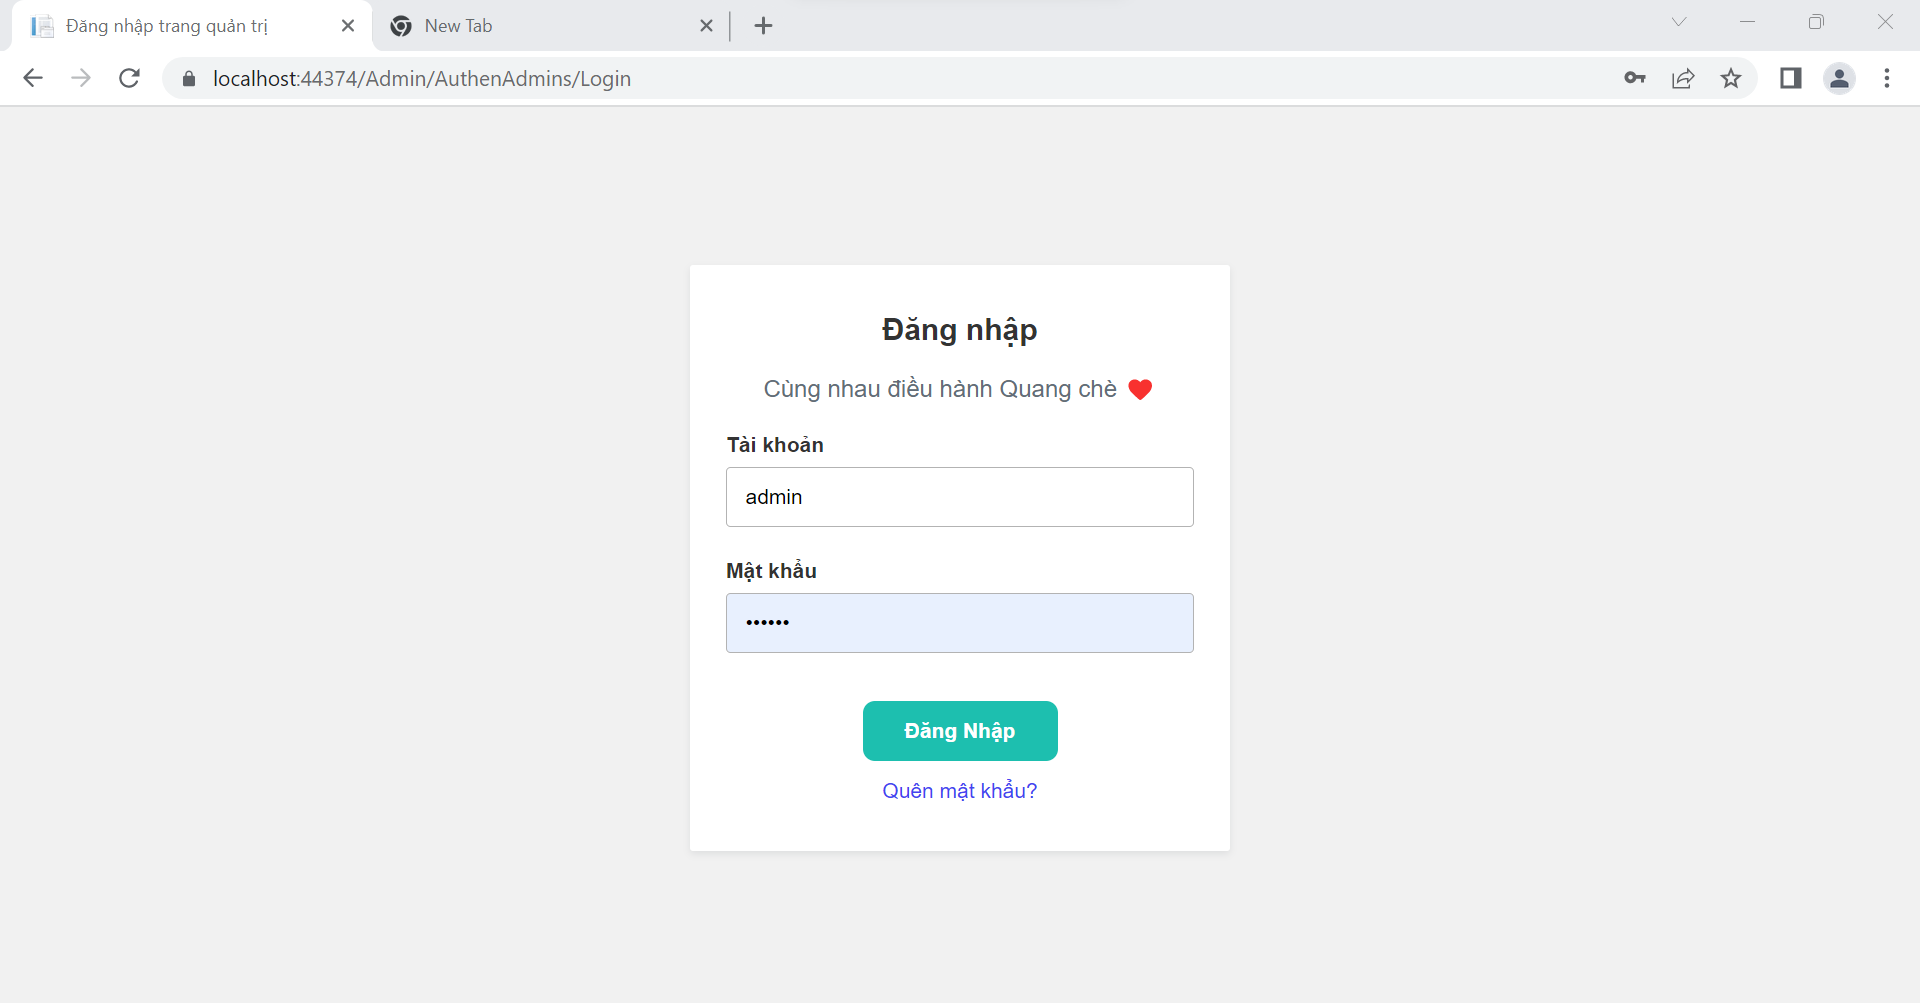 Đăng nhập trang quản trị
New Tab
localhost:44374/Admin/AuthenAdmins/Login
Đăng nhập
Cùng nhau điều hành Quang chè
Tài khoản
admin
Mật khẩu
••••••
Đăng Nhập
Quên mật khẩu?